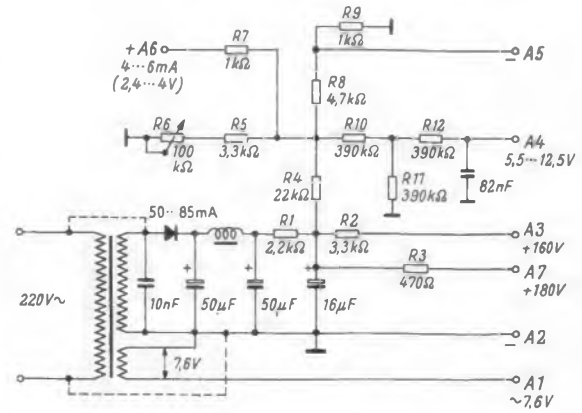 R9
1kΩ
R7
+A6
1kΩ
4···6mA
(2,4···4V)
A5
−
R8
4,7kΩ
R6
R5
R10
R12
100
kΩ
3,3kΩ
390kΩ
390kΩ
A4
5,5···12,5V
R4
22kΩ
R11
390kΩ
82nF
50··85mA
R1
2,2kΩ
R2
3,3kΩ
A3
+160V
R3
470Ω
A7
+180V
220V~
10nF
+
50µF
+
50µF
+
16µF
A2
−
7,6V
A1
~7,6V